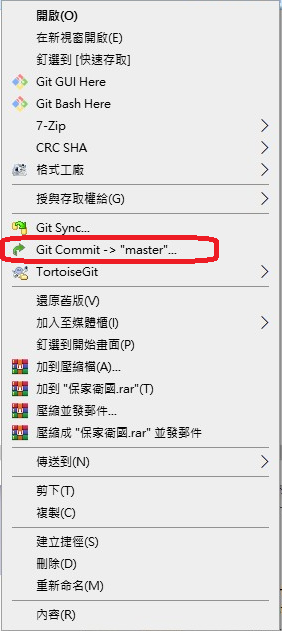 開啟(O)
在新視窗開啟(E)
釘選到 [快速存取]
Git GUI Here
Git Bash Here
7-Zip
CRC SHA
格式工廠
授與存取權給(G)
Git Sync...
Git Commit -> "master"...
TortoiseGit
還原舊版(V)
加入至媒體櫃(I)
釘選到開始畫面(P)
加到壓縮檔(A)...
加到 "保家衛國.rar"(T)
壓縮並發郵件...
壓縮成 "保家衛國.rar" 並發郵件
傳送到(N)
剪下(T)
複製(C)
建立捷徑(S)
刪除(D)
重新命名(M)
內容(R)